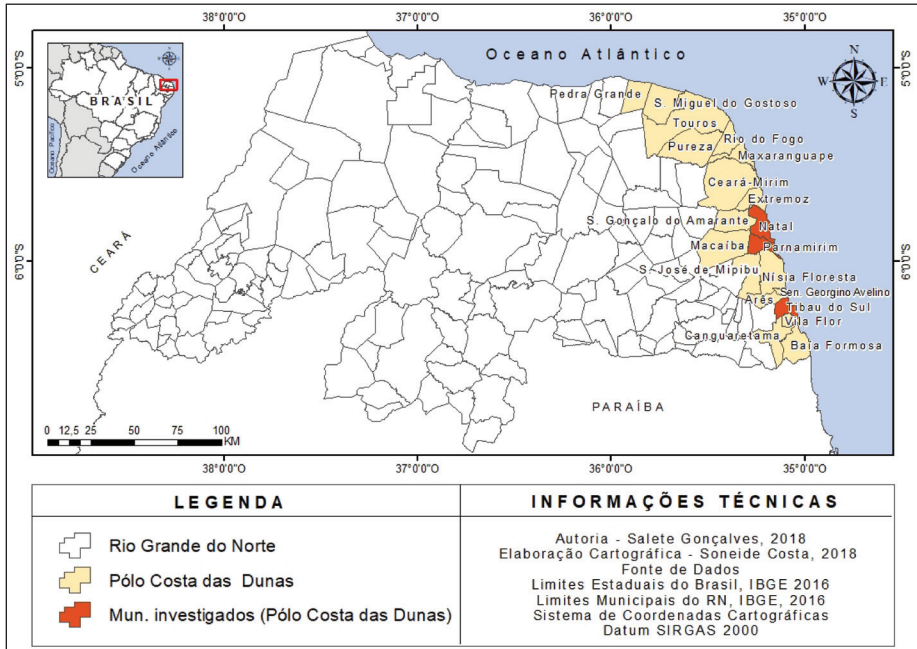 38°0'0"O
37°0'0"O
36°0'0"O
35°0'0"O
5°0'0"S
5°0'0"S
6°0'0"S
6°0'0"S
Oceano Atlântico
N
W
E
S
BRASIL
Oceano Pacífico
Oceano Atlântico
Pedra Grande
S. Miguel do Gostoso
Touros
Rio do Fogo
Pureza
Maxaranguape
Ceará-Mirim
Extremoz
S. Gonçalo do Amarante
Natal
Macaíba
Parnamirim
S. José de Mipibu
Nísia Floresta
Sen. Georgino Avelino
Arês
Tibau do Sul
Vila Flor
Canguaretama
Baia Formosa
CEARÁ
PARAÍBA
0 12,5 25 50 75 100
KM
38°0'0"O
37°0'0"O
36°0'0"O
35°0'0"O
LEGENDA
Rio Grande do Norte
Pólo Costa das Dunas
Mun. investigados (Pólo Costa das Dunas)
INFORMAÇÕES TÉCNICAS
Autoria - Salete Gonçalves, 2018
Elaboração Cartográfica - Soneide Costa, 2018
Fonte de Dados
Limites Estaduais do Brasil, IBGE 2016
Limites Municipais do RN, IBGE, 2016
Sistema de Coordenadas Cartográficas
Datum SIRGAS 2000